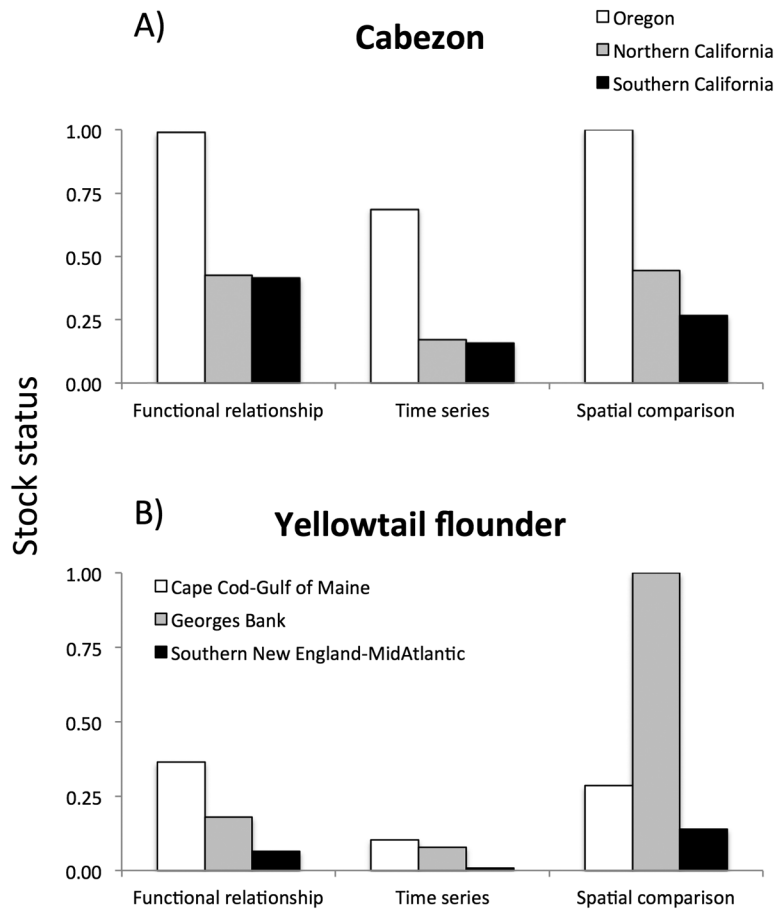 A)
Cabezon
Oregon
Northern California
Southern California
1.00
0.75
0.50
0.25
0.00
Functional relationship
Time series
Spatial comparison
Stock status
B)
Yellowtail flounder
1.00
0.75
0.50
0.25
0.00
Cape Cod-Gulf of Maine
Georges Bank
Southern New England-MidAtlantic
Functional relationship
Time series
Spatial comparison